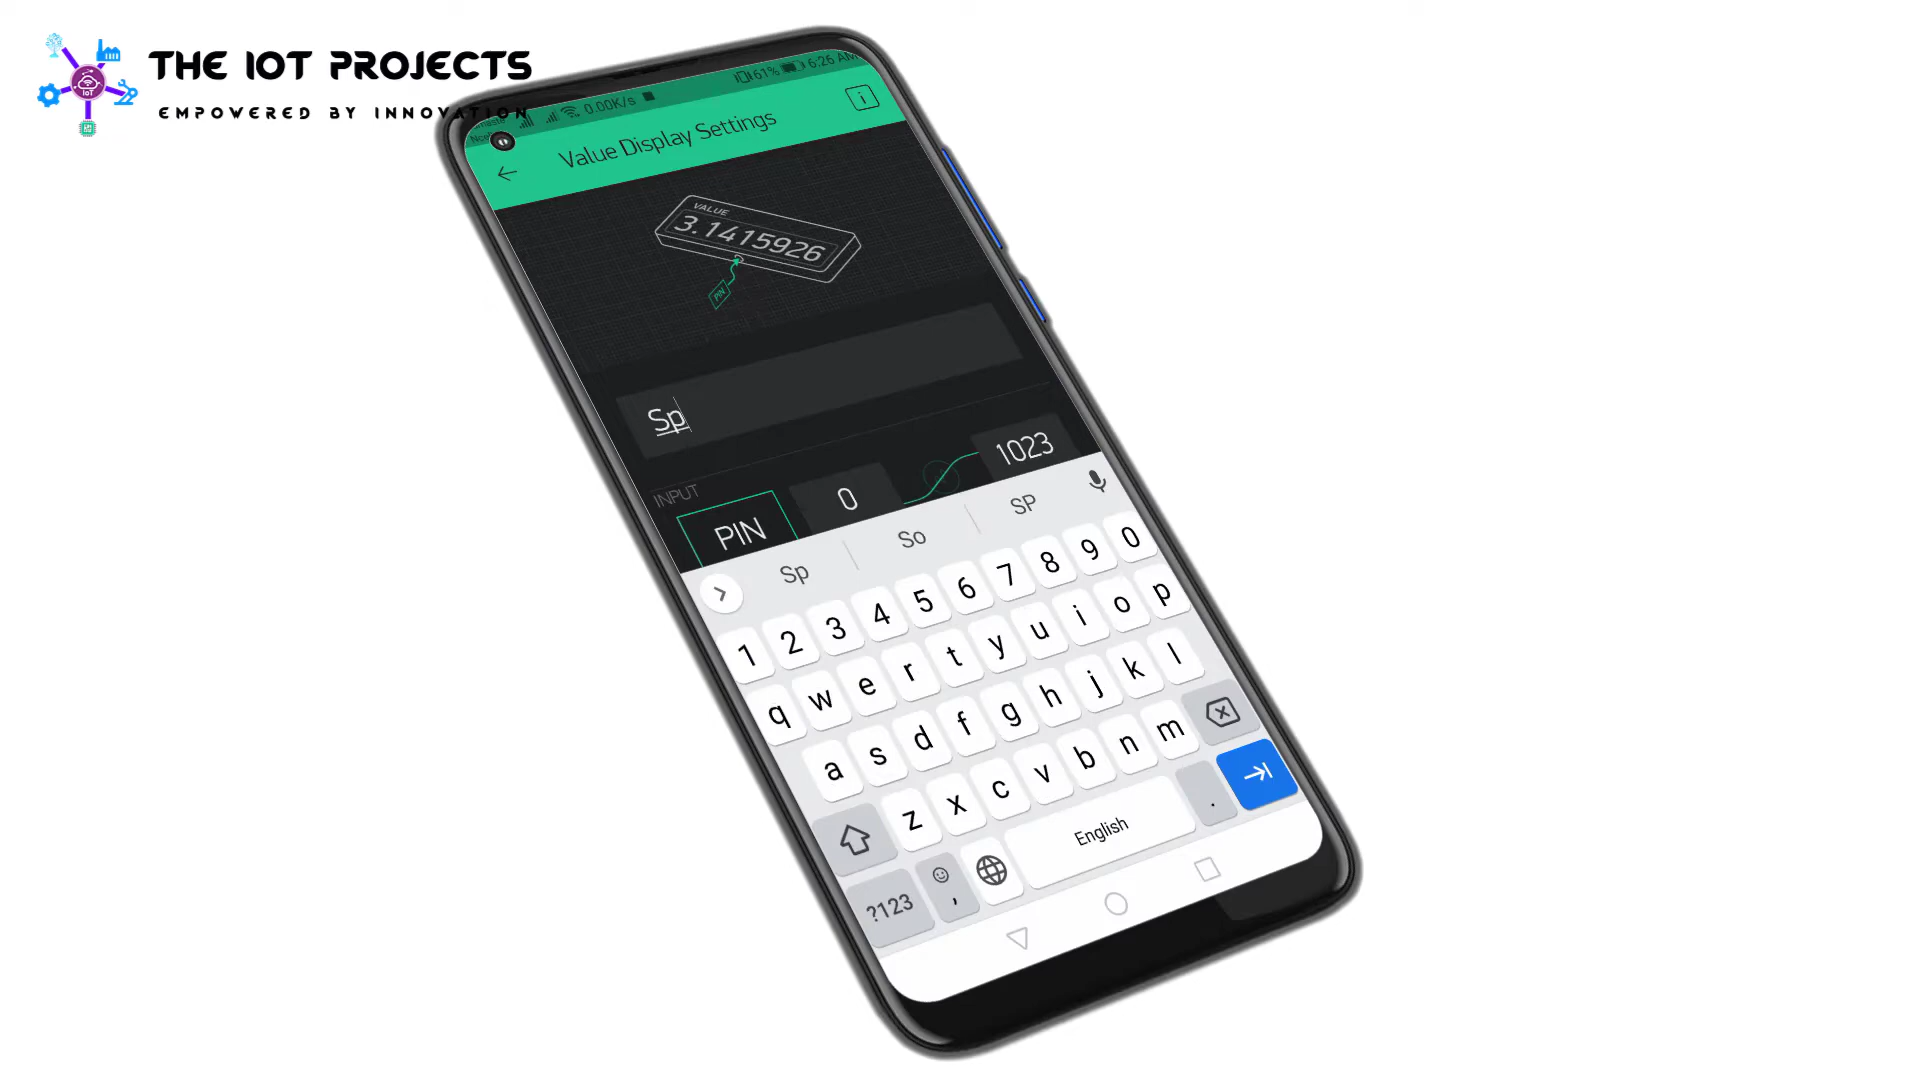 THE IOT PROJECTS
EMPOWERED BY INNOVATION
0.00K/s 61% 6:26 AM
Value Display Settings
i
VALUE
3.1415926
PIN
Sp
INPUT
PIN 0 1023
Sp So SP
1 2 3 4 5 6 7 8 9 0
q w e r t y u i o p
a s d f g h j k l
z x c v b n m
?123 , English .